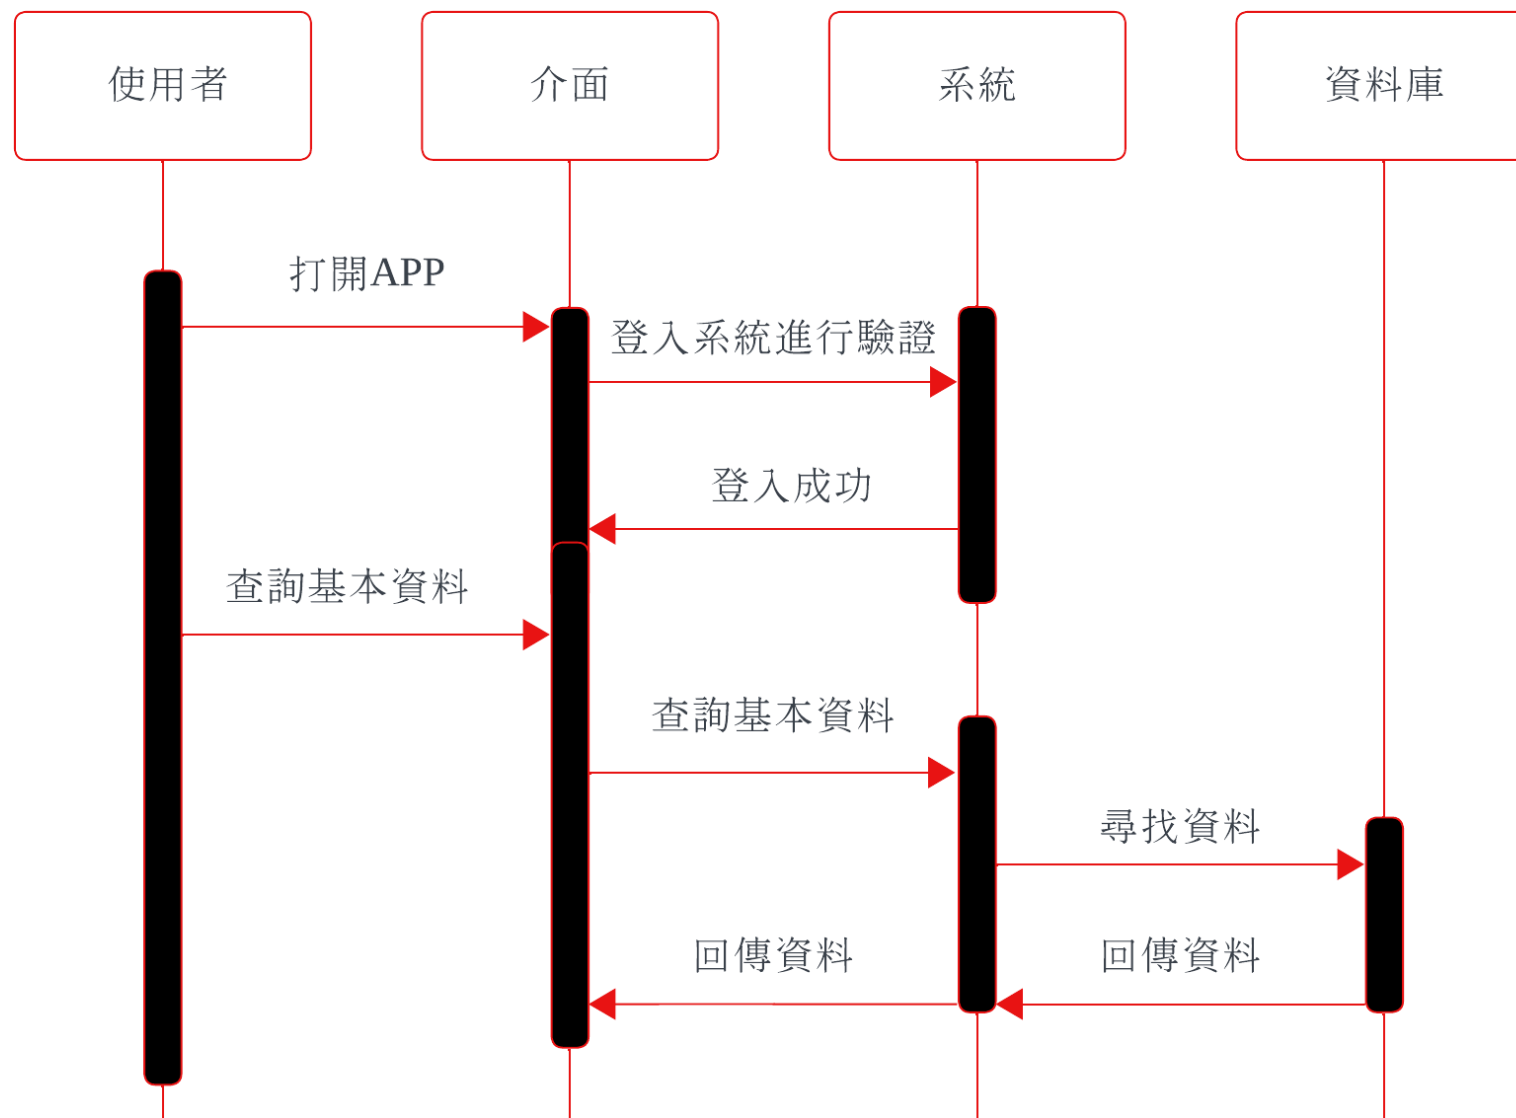 使用者
介面
系統
資料庫
打開APP
登入系統進行驗證
登入成功
查詢基本資料
查詢基本資料
尋找資料
回傳資料
回傳資料